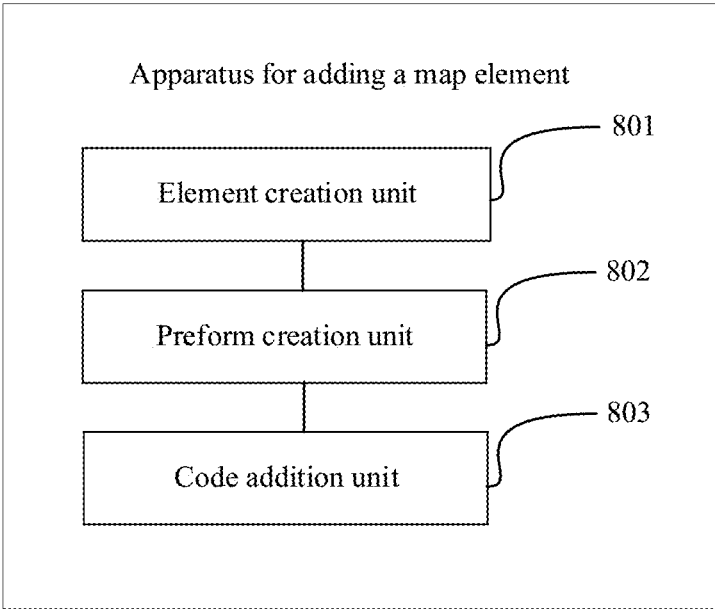 Apparatus for adding a map element
801
Element creation unit
802
Preform creation unit
803
Code addition unit